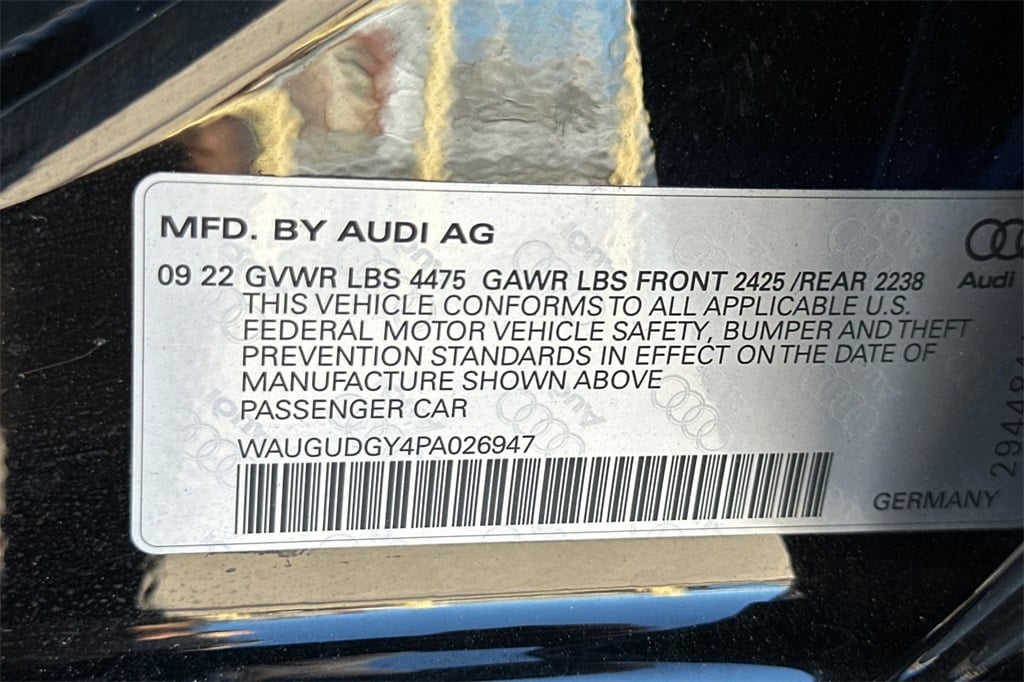 MFD. BY AUDI AG
09 22 GVWR LBS 4475 GAWR LBS FRONT 2425 /REAR 2238
Audi
THIS VEHICLE CONFORMS TO ALL APPLICABLE U.S.
FEDERAL MOTOR VEHICLE SAFETY, BUMPER AND THEFT
PREVENTION STANDARDS IN EFFECT ON THE DATE OF
MANUFACTURE SHOWN ABOVE
PASSENGER CAR
WAUGUDGY4PA026947
GERMANY